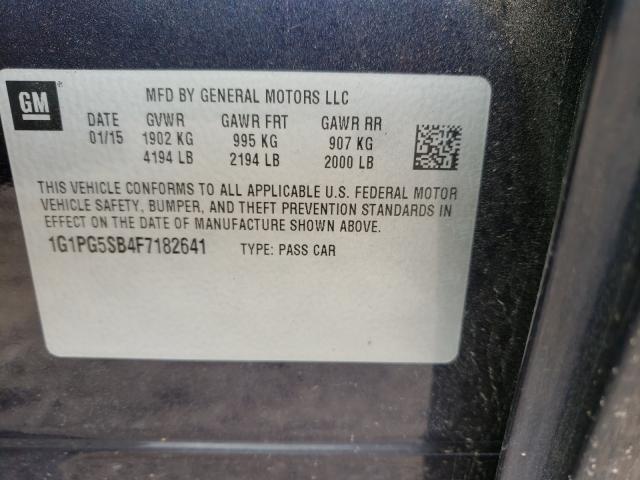 GM
MFD BY GENERAL MOTORS LLC
DATE GVWR GAWR FRT GAWR RR
01/15 1902 KG 995 KG 907 KG
4194 LB 2194 LB 2000 LB
THIS VEHICLE CONFORMS TO ALL APPLICABLE U.S. FEDERAL MOTOR
VEHICLE SAFETY, BUMPER, AND THEFT PREVENTION STANDARDS IN
EFFECT ON THE DATE OF MANUFACTURE SHOWN ABOVE.
1G1PG5SB4F7182641 TYPE: PASS CAR